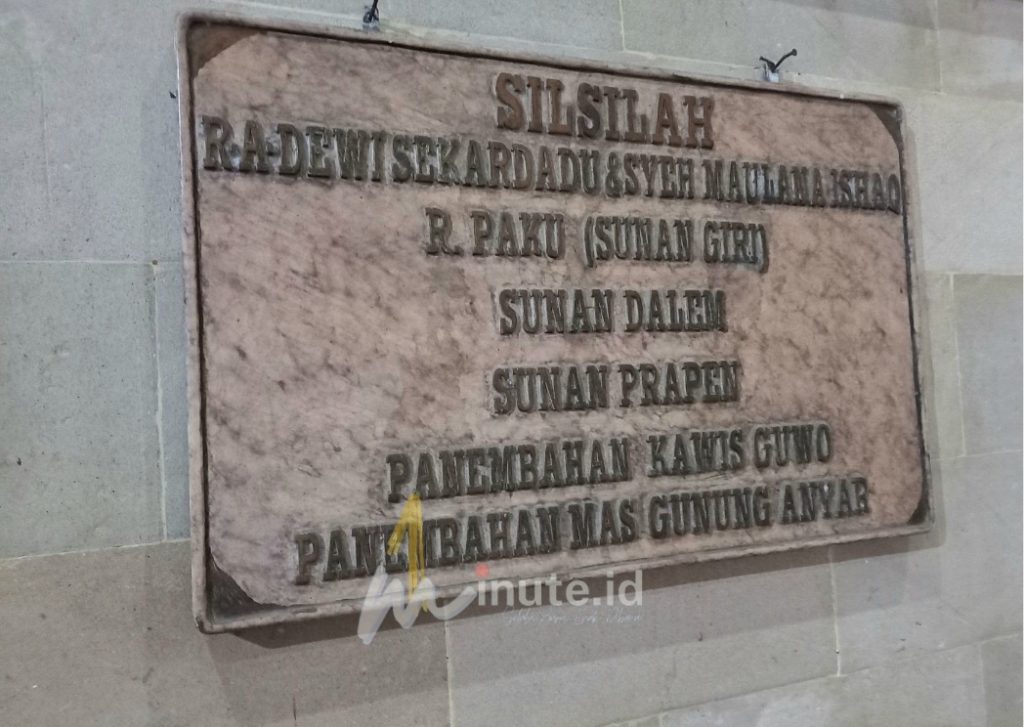 SILSILAH
R.A-DEWI SEKARDADU & SYEH MAULANA ISHAQ
R. PAKU (SUNAN GIRI)
SUNAN DALEM
SUNAN PRAPEN
PANEMBAHAN KAWIS GUWO
PANEMBAHAN MAS GUNUNG ANYAR
1minute.id